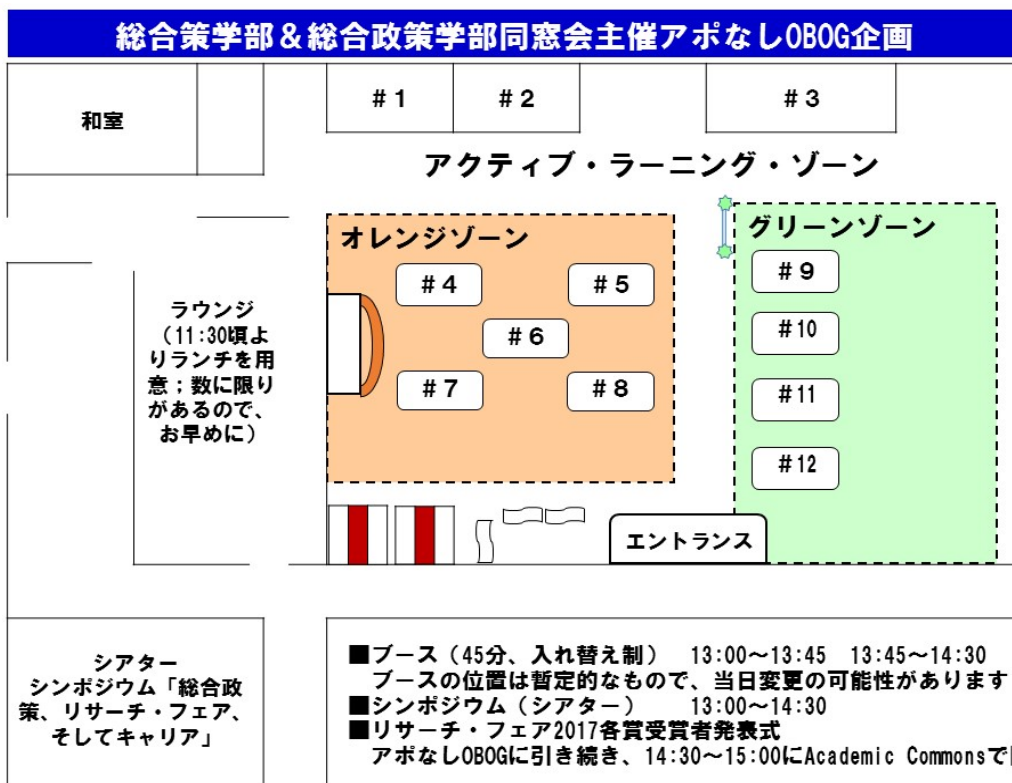 総合策学部＆総合政策学部同窓会主催アポなしOBOG企画
和室
＃１
＃２
＃３
アクティブ・ラーニング・ゾーン
オレンジゾーン
グリーンゾーン
＃４
＃５
＃６
＃７
＃８
＃９
＃10
＃11
＃12
ラウンジ
（11:30頃よ
りランチを用
意；数に限り
があるので、
お早めに）
エントランス
シアター
シンポジウム「総合政
策、リサーチ・フェア、
そしてキャリア」
■ブース（45分、入れ替え制）　13:00～13:45　13:45～14:30
ブースの位置は暫定的なもので、当日変更の可能性があります
■シンポジウム（シアター）　13:00～14:30
■リサーチ・フェア2017各賞受賞者発表式
アポなしOBOGに引き続き、14:30～15:00にAcademic Commonsで